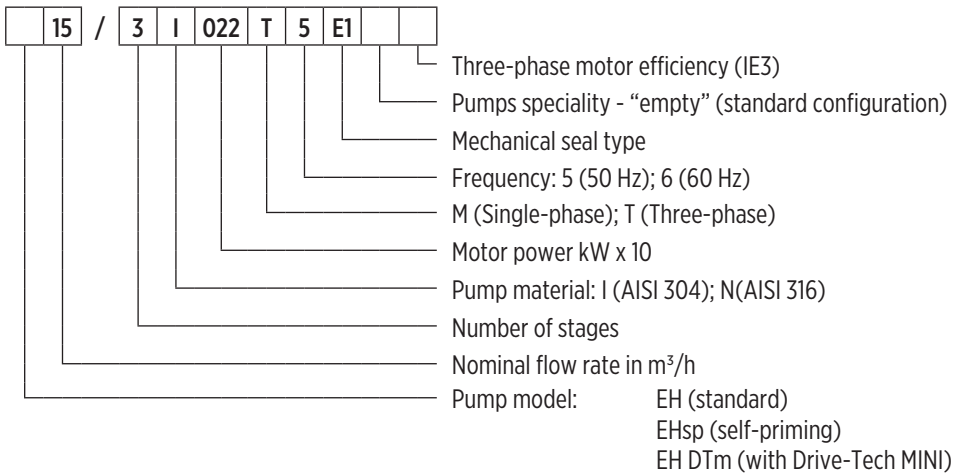 15 / 3 I 022 T 5 E1
Three-phase motor efficiency (IE3)
Pumps speciality - “empty” (standard configuration)
Mechanical seal type
Frequency: 5 (50 Hz); 6 (60 Hz)
M (Single-phase); T (Three-phase)
Motor power kW x 10
Pump material: I (AISI 304); N(AISI 316)
Number of stages
Nominal flow rate in m³/h
Pump model: EH (standard)
EHsp (self-priming)
EH DTm (with Drive-Tech MINI)